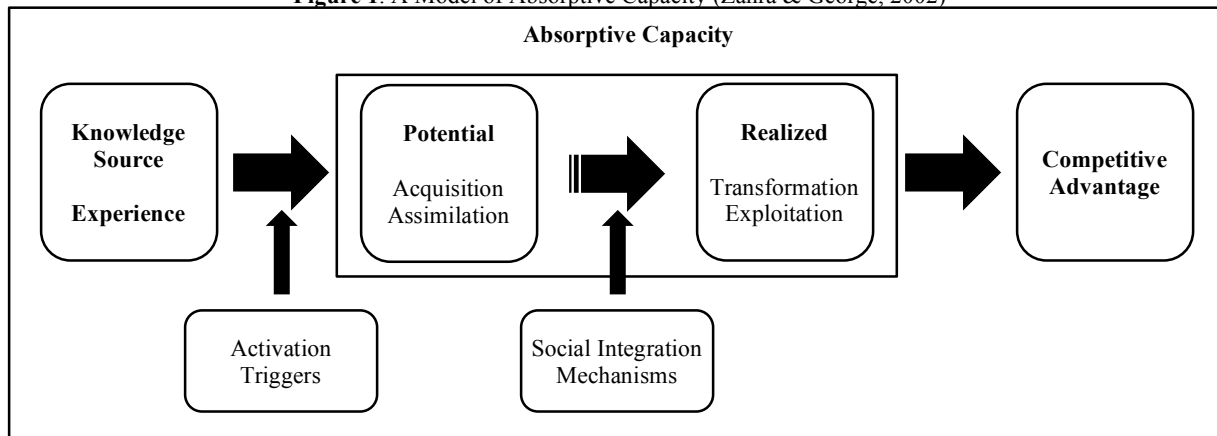 Figure 1. A Model of Absorptive Capacity (Zahra & George, 2002)
Absorptive Capacity
Knowledge
Source
Experience
Potential
Acquisition
Assimilation
Realized
Transformation
Exploitation
Competitive
Advantage
Activation
Triggers
Social Integration
Mechanisms